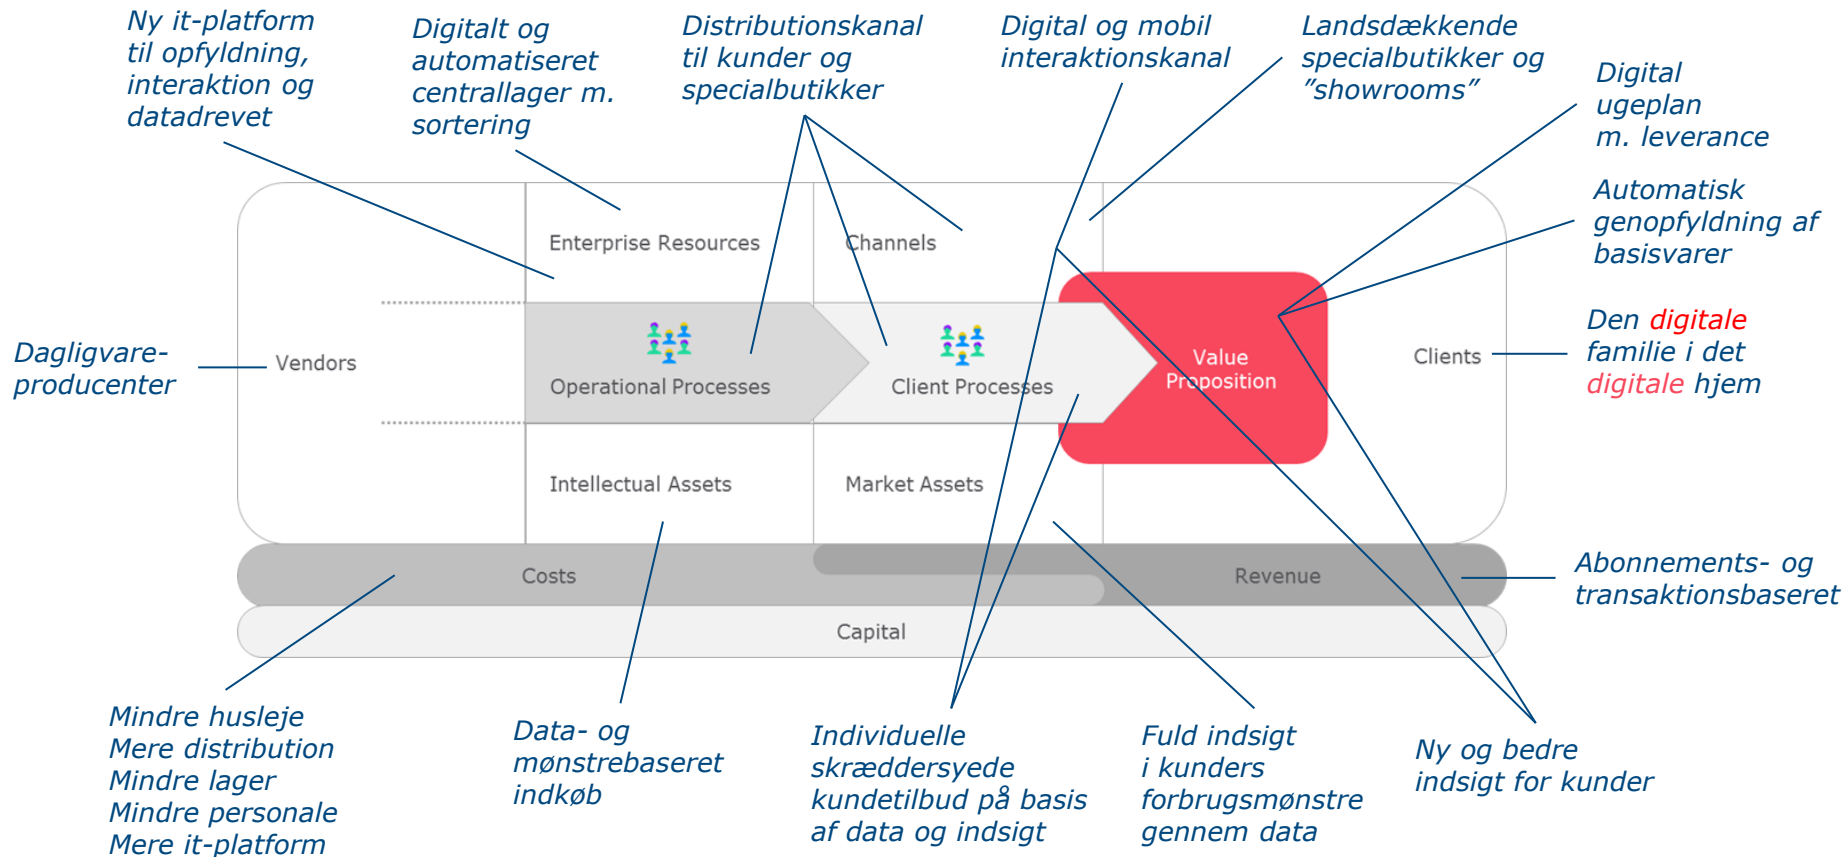 Ny it-platform
til opfyldning,
interaktion og
datadrevet
Digitalt og
automatiseret
centrallager m.
sortering
Distributionskanal
til kunder og
specialbutikker
Digital og mobil
interaktionskanal
Landsdækkende
specialbutikker og
”showrooms”
Digital
ugeplan
m. leverance
Automatisk
genopfyldning af
basisvarer
Den digitale
familie i det
digitale hjem
Dagligvare-
producenter
Vendors
Enterprise Resources
Channels
Operational Processes
Client Processes
Value
Proposition
Clients
Intellectual Assets
Market Assets
Costs
Revenue
Capital
Abonnements- og
transaktionsbaseret
Mindre husleje
Mere distribution
Mindre lager
Mindre personale
Mere it-platform
Data- og
mønstrebaseret
indkøb
Individuelle
skræddersyede
kundetilbud på basis
af data og indsigt
Fuld indsigt
i kunders
forbrugsmønstre
gennem data
Ny og bedre
indsigt for kunder